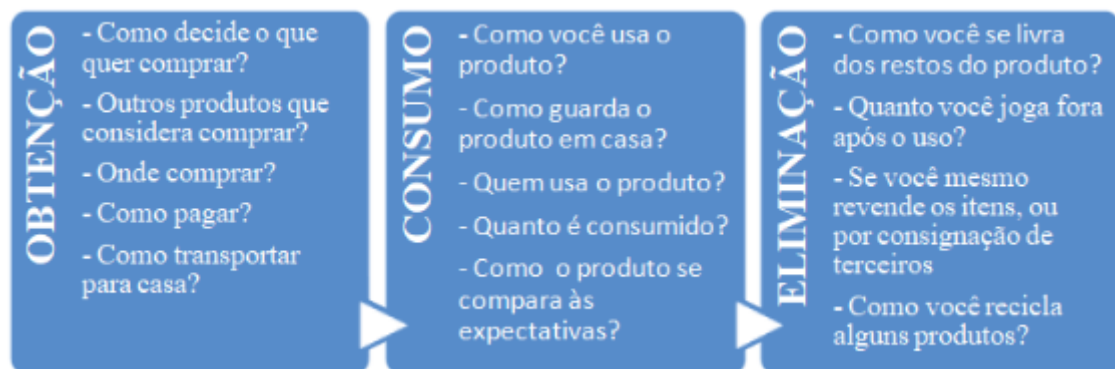 OBTENÇÃO
- Como decide o que
quer comprar?
- Outros produtos que
considera comprar?
- Onde comprar?
- Como pagar?
- Como transportar
para casa?
CONSUMO
- Como você usa o
produto?
- Como guarda o
produto em casa?
- Quem usa o produto?
- Quanto é consumido?
- Como o produto se
compara às
expectativas?
ELIMINAÇÃO
- Como você se livra
dos restos do produto?
- Quanto você joga fora
após o uso?
- Se você mesmo
revende os itens, ou
por consignação de
terceiros
- Como você recicla
alguns produtos?